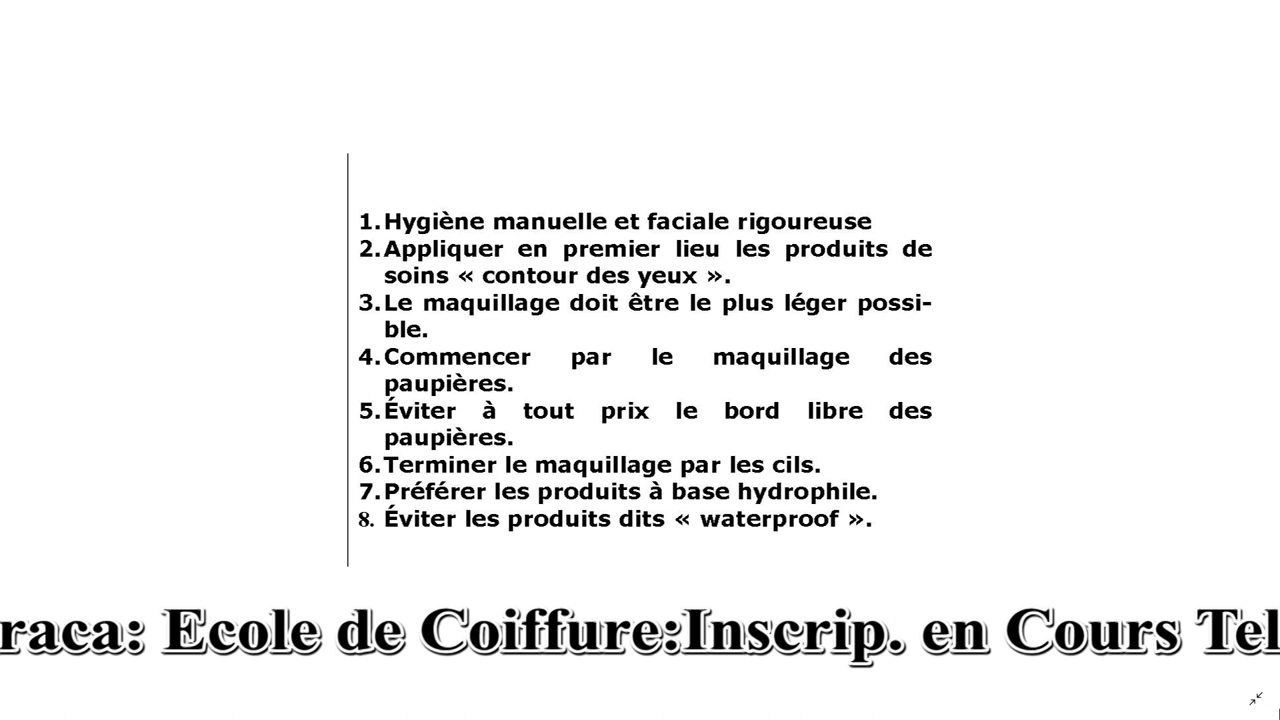 1. Hygiène manuelle et faciale rigoureuse
2. Appliquer en premier lieu les produits de
soins « contour des yeux ».
3. Le maquillage doit être le plus léger possi-
ble.
4. Commencer par le maquillage des
paupières.
5. Éviter à tout prix le bord libre des
paupières.
6. Terminer le maquillage par les cils.
7. Préférer les produits à base hydrophile.
8. Éviter les produits dits « waterproof ».
raca: Ecole de Coiffure:Inscrip. en Cours Tel